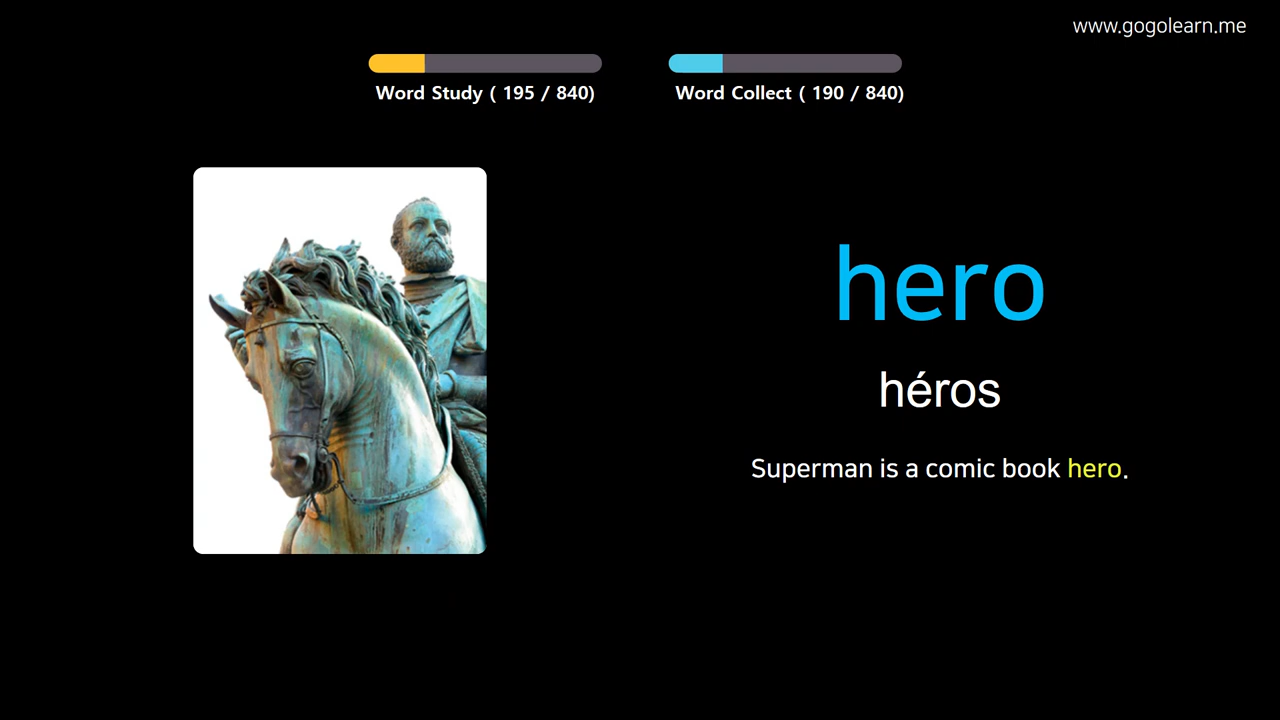 www.gogolearn.me
Word Study ( 195 / 840)
Word Collect ( 190 / 840)
hero
héros
Superman is a comic book hero.